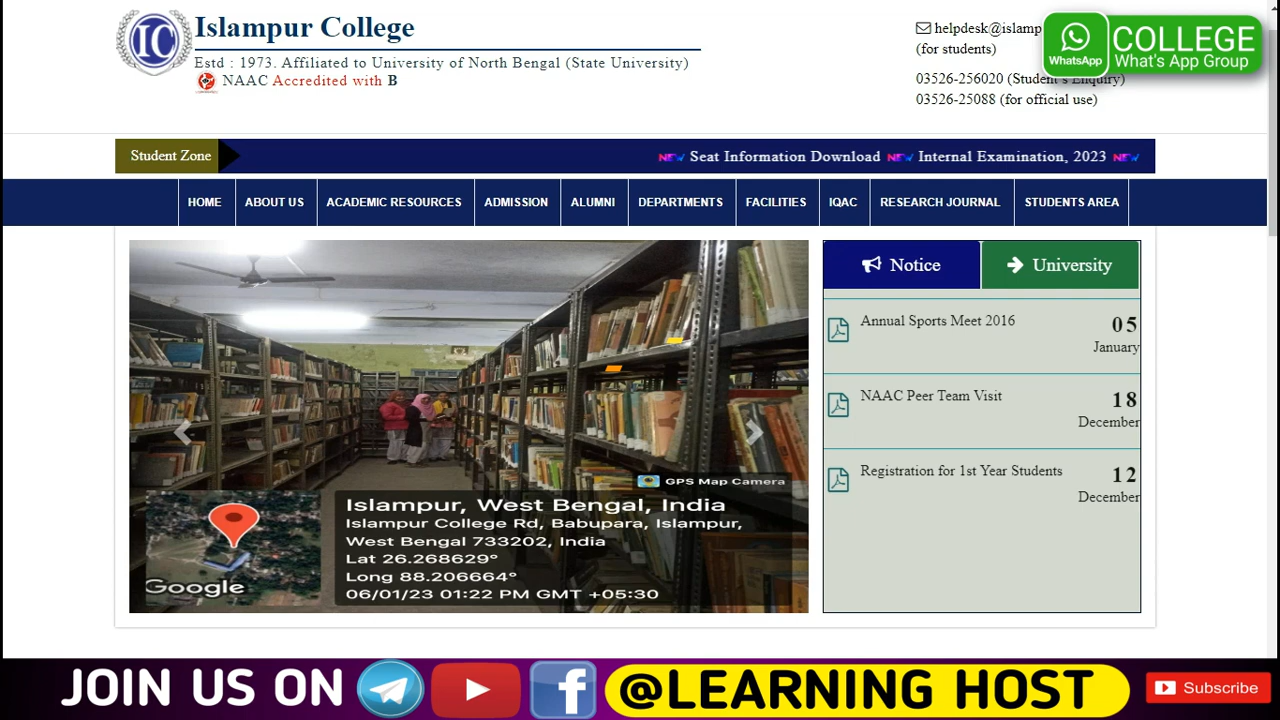 IC
Islampur College
Estd : 1973. Affiliated to University of North Bengal (State University)
NAAC Accredited with B
helpdesk@islamp
(for students)
03526-256020 (Student's Enquiry)
03526-25088 (for official use)
WhatsApp
COLLEGE
What's App Group
Student Zone
NEW Seat Information Download NEW Internal Examination, 2023 NEW
HOME ABOUT US ACADEMIC RESOURCES ADMISSION ALUMNI DEPARTMENTS FACILITIES IQAC RESEARCH JOURNAL STUDENTS AREA
GPS Map Camera
Islampur, West Bengal, India
Islampur College Rd, Babupara, Islampur,
West Bengal 733202, India
Lat 26.268629°
Long 88.206664°
06/01/23 01:22 PM GMT +05:30
Google
Notice University
Annual Sports Meet 2016 05
January
NAAC Peer Team Visit 18
December
Registration for 1st Year Students 12
December
JOIN US ON @LEARNING HOST Subscribe